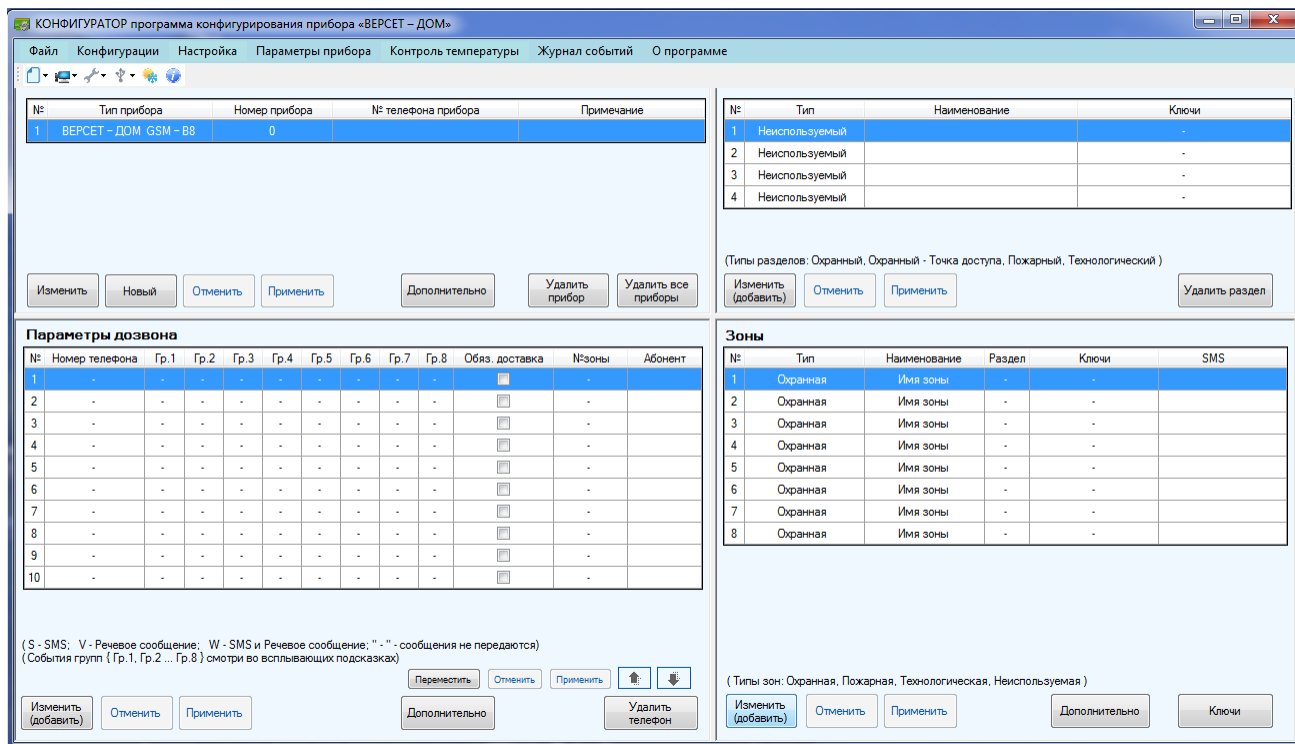 КОНФИГУРАТОР программа конфигурирования прибора «ВЕРСЕТ – ДОМ»
Файл Конфигурации Настройка Параметры прибора Контроль температуры Журнал событий О программе
№ Тип прибора Номер прибора № телефона прибора Примечание
1 ВЕРСЕТ – ДОМ GSM – В8 0
Изменить Новый Отменить Применить Дополнительно Удалить прибор Удалить все приборы
№ Тип Наименование Ключи
1 Неиспользуемый -
2 Неиспользуемый -
3 Неиспользуемый -
4 Неиспользуемый -
(Типы разделов: Охранный, Охранный - Точка доступа, Пожарный, Технологический )
Изменить (добавить) Отменить Применить Удалить раздел
Параметры дозвона
№ Номер телефона Гр.1 Гр.2 Гр.3 Гр.4 Гр.5 Гр.6 Гр.7 Гр.8 Обяз. доставка №зоны Абонент
1 - - - - - - - - - -
2 - - - - - - - - - -
3 - - - - - - - - - -
4 - - - - - - - - - -
5 - - - - - - - - - -
6 - - - - - - - - - -
7 - - - - - - - - - -
8 - - - - - - - - - -
9 - - - - - - - - - -
10 - - - - - - - - - -
( S - SMS; V - Речевое сообщение; W - SMS и Речевое сообщение; " - " - сообщения не передаются)
( События групп { Гр.1, Гр.2 ... Гр.8 } смотри во всплывающих подсказках)
Переместить Отменить Применить
Изменить (добавить) Отменить Применить Дополнительно Удалить телефон
Зоны
№ Тип Наименование Раздел Ключи SMS
1 Охранная Имя зоны - -
2 Охранная Имя зоны - -
3 Охранная Имя зоны - -
4 Охранная Имя зоны - -
5 Охранная Имя зоны - -
6 Охранная Имя зоны - -
7 Охранная Имя зоны - -
8 Охранная Имя зоны - -
( Типы зон: Охранная, Пожарная, Технологическая, Неиспользуемая )
Изменить (добавить) Отменить Применить Дополнительно Ключи